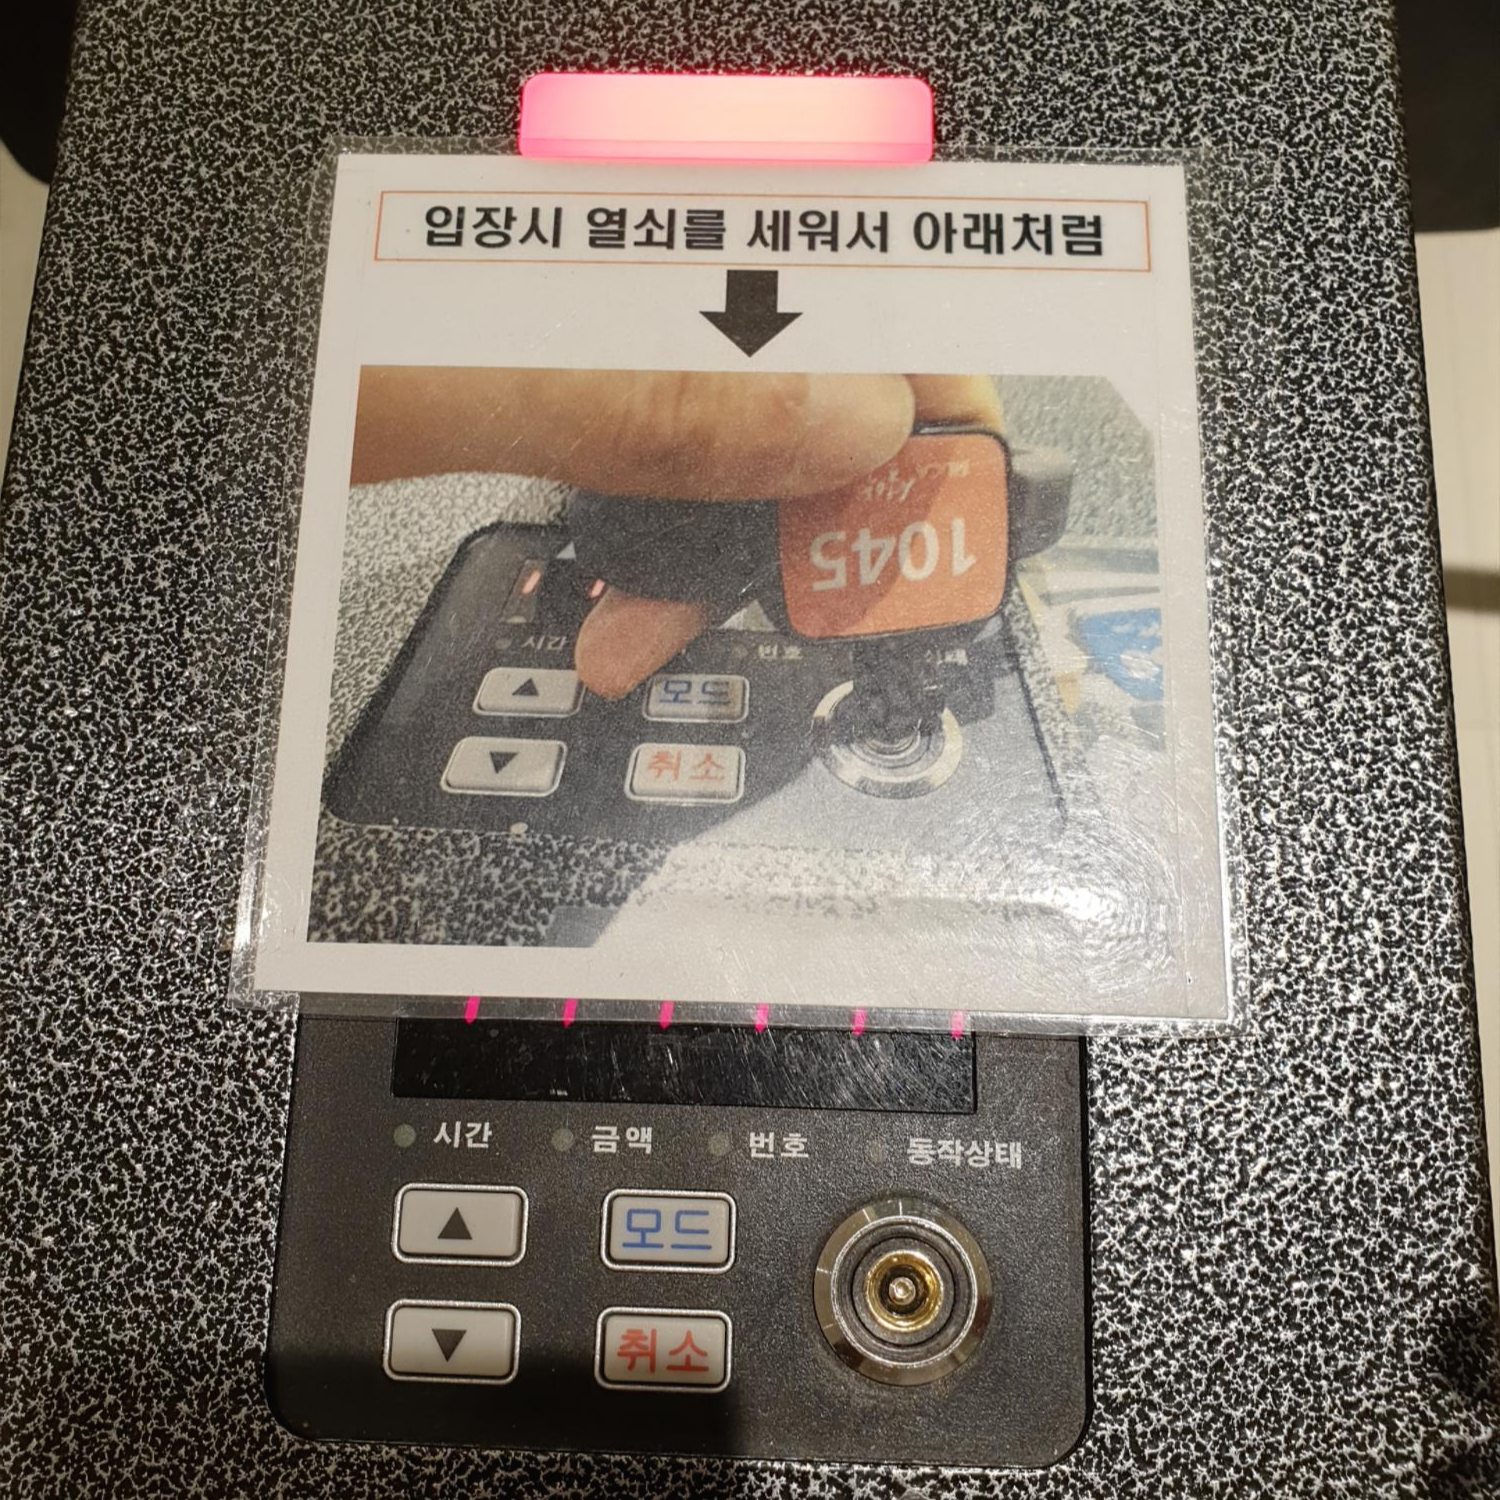 입장시 열쇠를 세워서 아래처럼
1045
시간
번호
모드
취소
시간 금액 번호 동작상태
모드
취소